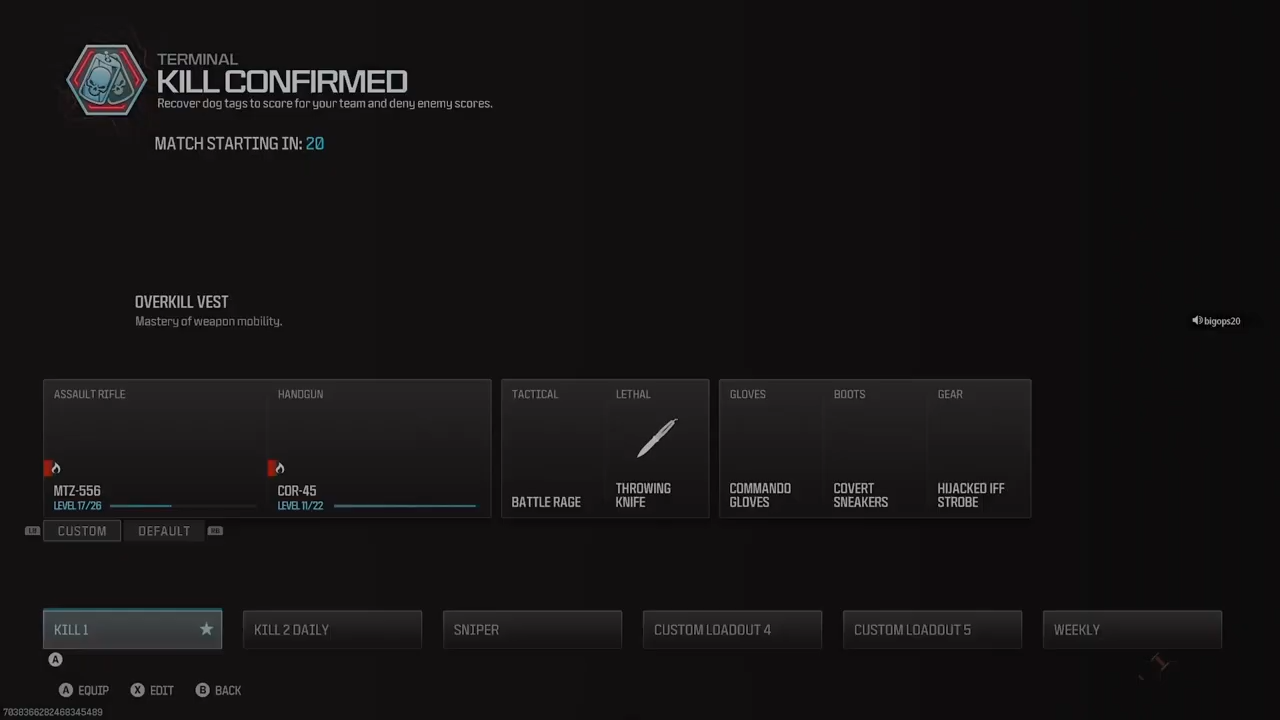 TERMINAL
KILL CONFIRMED
Recover dog tags to score for your team and deny enemy scores.
MATCH STARTING IN: 20
OVERKILL VEST
Mastery of weapon mobility.
bigops20
ASSAULT RIFLE
HANDGUN
TACTICAL
LETHAL
GLOVES
BOOTS
GEAR
MTZ-556
LEVEL 17/26
COR-45
LEVEL 11/22
BATTLE RAGE
THROWING
KNIFE
COMMANDO
GLOVES
COVERT
SNEAKERS
HIJACKED IFF
STROBE
LB
CUSTOM
DEFAULT
RB
KILL 1
KILL 2 DAILY
SNIPER
CUSTOM LOADOUT 4
CUSTOM LOADOUT 5
WEEKLY
A
A EQUIP
X EDIT
B BACK
7038366282468345489